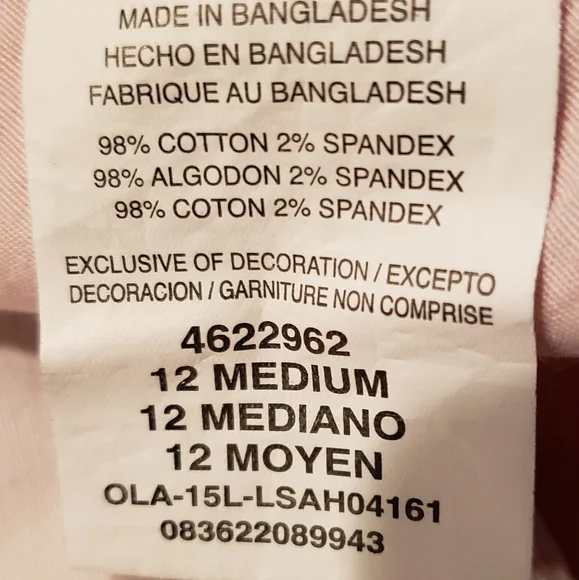 MADE IN BANGLADESH
HECHO EN BANGLADESH
FABRIQUE AU BANGLADESH
98% COTTON 2% SPANDEX
98% ALGODON 2% SPANDEX
98% COTON 2% SPANDEX
EXCLUSIVE OF DECORATION / EXCEPTO
DECORACION / GARNITURE NON COMPRISE
4622962
12 MEDIUM
12 MEDIANO
12 MOYEN
OLA-15L-LSAH04161
083622089943